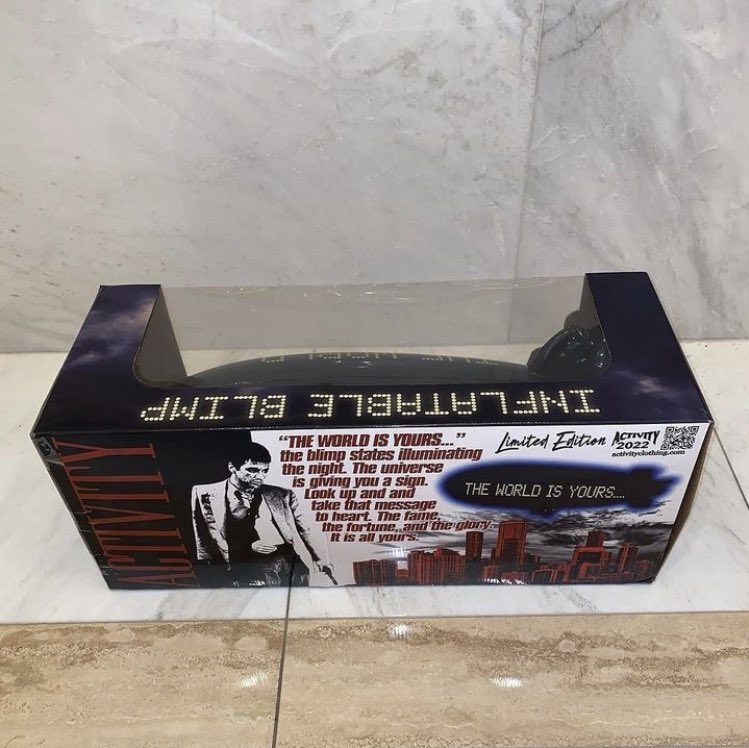 INFLATABLE BLIMP
ACTIVITY
"THE WORLD IS YOURS..."
the blimp states illuminating
the night. The universe
is giving you a sign.
Look up and and
take that message
to heart. The fame,
the fortune, and the glory...
It is all yours.
Limited Edition
ACTIVITY
2022
activityclothing.com
THE WORLD IS YOURS....